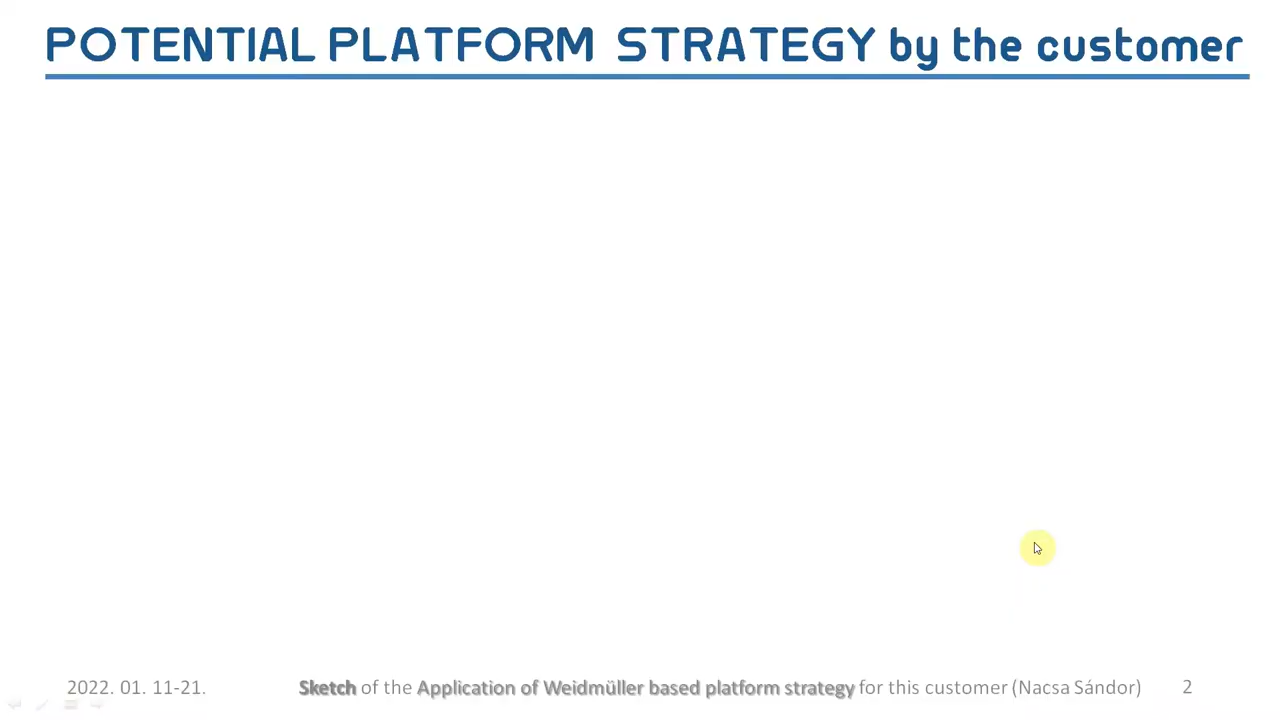 POTENTIAL PLATFORM STRATEGY by the customer
2022. 01. 11-21.
Sketch of the Application of Weidmüller based platform strategy for this customer (Nacsa Sándor)
2